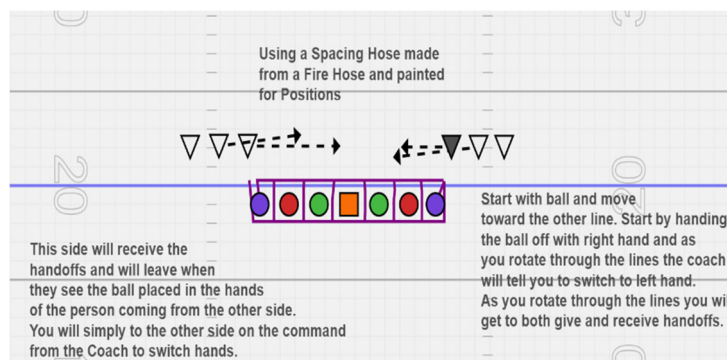 Using a Spacing Hose made
from a Fire Hose and painted
for Positions
20
20
Start with ball and move
toward the other line. Start by handing
the ball off with right hand and as
you rotate through the lines the coach
will tell you to switch to left hand.
As you rotate through the lines you
get to both give and receive handoffs.
This side will receive the
handoffs and will leave when
they see the ball placed in the hands
of the person coming from the other side.
You will simply to the other side on the command
from the Coach to switch hands.